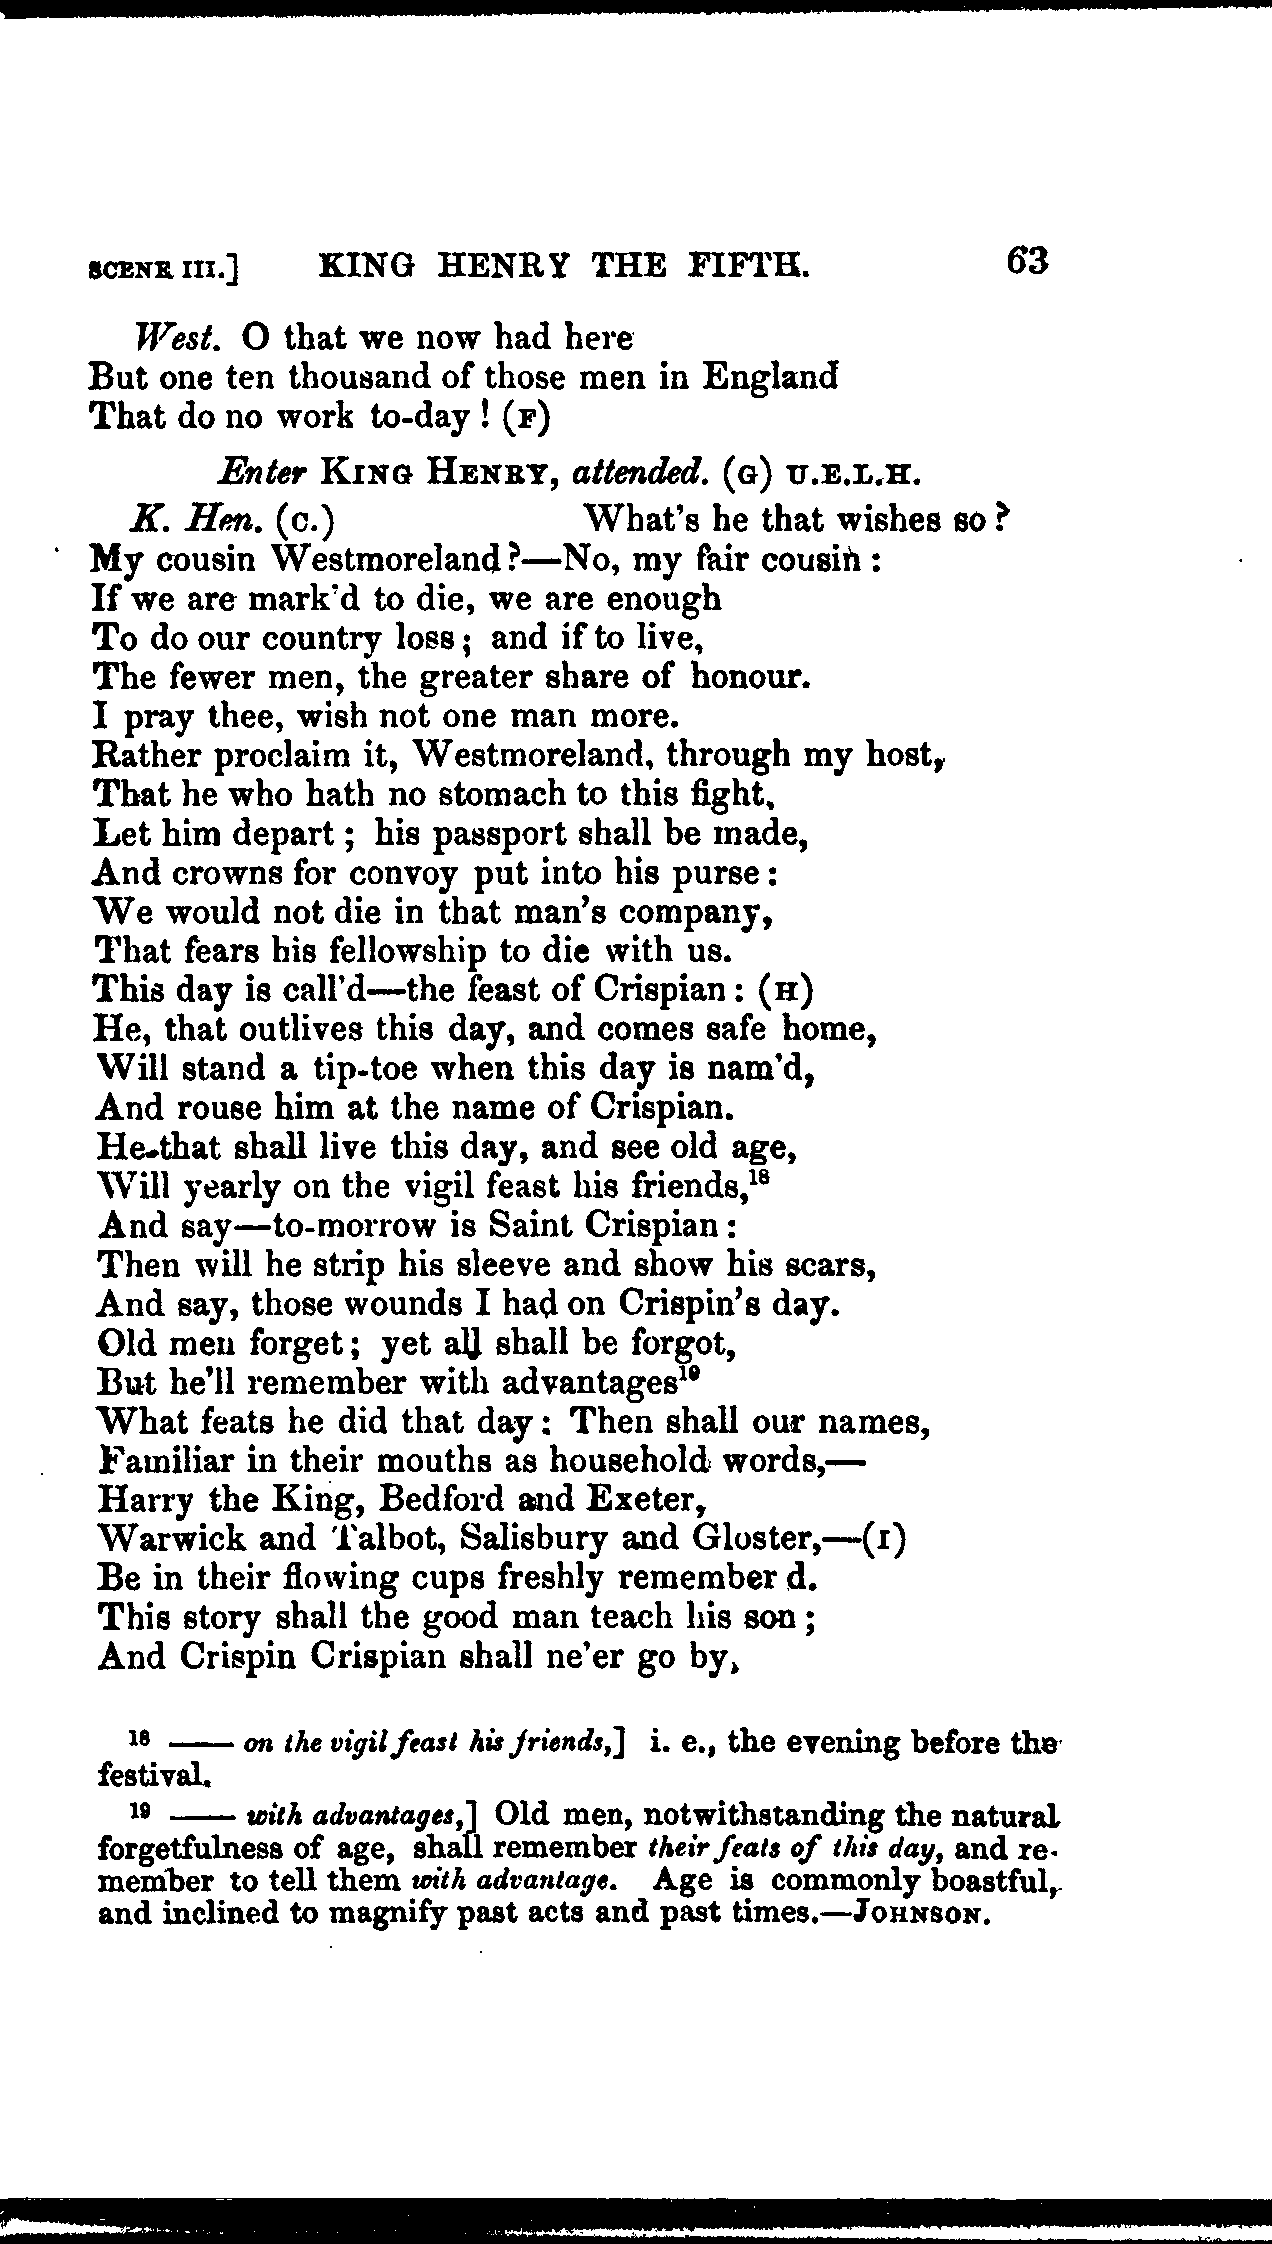 SCENE III.] KING HENRY THE FIFTH. 63
West. O that we now had here
But one ten thousand of those men in England
That do no work to-day! (F)
Enter KING HENRY, attended. (G) U.E.L.H.
K. Hen. (C.) What's he that wishes so?
My cousin Westmoreland?—No, my fair cousin:
If we are mark'd to die, we are enough
To do our country loss; and if to live,
The fewer men, the greater share of honour.
I pray thee, wish not one man more.
Rather proclaim it, Westmoreland, through my host,
That he who hath no stomach to this fight,
Let him depart; his passport shall be made,
And crowns for convoy put into his purse:
We would not die in that man's company,
That fears his fellowship to die with us.
This day is call'd—the feast of Crispian: (H)
He, that outlives this day, and comes safe home,
Will stand a tip-toe when this day is nam'd,
And rouse him at the name of Crispian.
He that shall live this day, and see old age,
Will yearly on the vigil feast his friends,¹⁸
And say—to-morrow is Saint Crispian:
Then will he strip his sleeve and show his scars,
And say, those wounds I had on Crispin's day.
Old men forget; yet all shall be forgot,
But he'll remember with advantages¹⁹
What feats he did that day: Then shall our names,
Familiar in their mouths as household words,—
Harry the King, Bedford and Exeter,
Warwick and Talbot, Salisbury and Gloster,—(I)
Be in their flowing cups freshly remember d.
This story shall the good man teach his son;
And Crispin Crispian shall ne'er go by,
¹⁸ —— on the vigil feast his friends,] i. e., the evening before the
festival.
¹⁹ —— with advantages,] Old men, notwithstanding the natural
forgetfulness of age, shall remember their feats of this day, and re-
member to tell them with advantage. Age is commonly boastful,
and inclined to magnify past acts and past times.—JOHNSON.